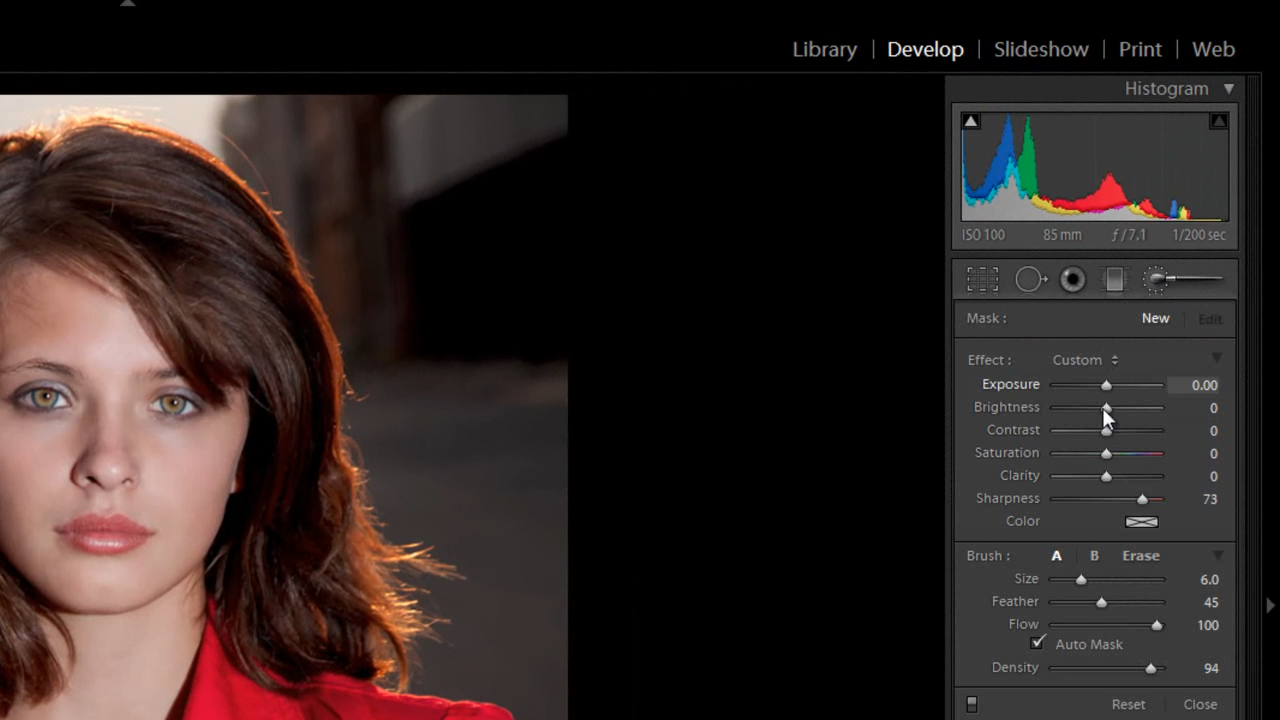 Library | Develop | Slideshow | Print | Web
Histogram
ISO 100 85 mm ƒ / 7,1 1/200 sec
Mask : New | Edit
Effect : Custom
Exposure 0.00
Brightness 0
Contrast 0
Saturation 0
Clarity 0
Sharpness 73
Color
Brush : A | B Erase
Size 6.0
Feather 45
Flow 100
Auto Mask
Density 94
Reset Close